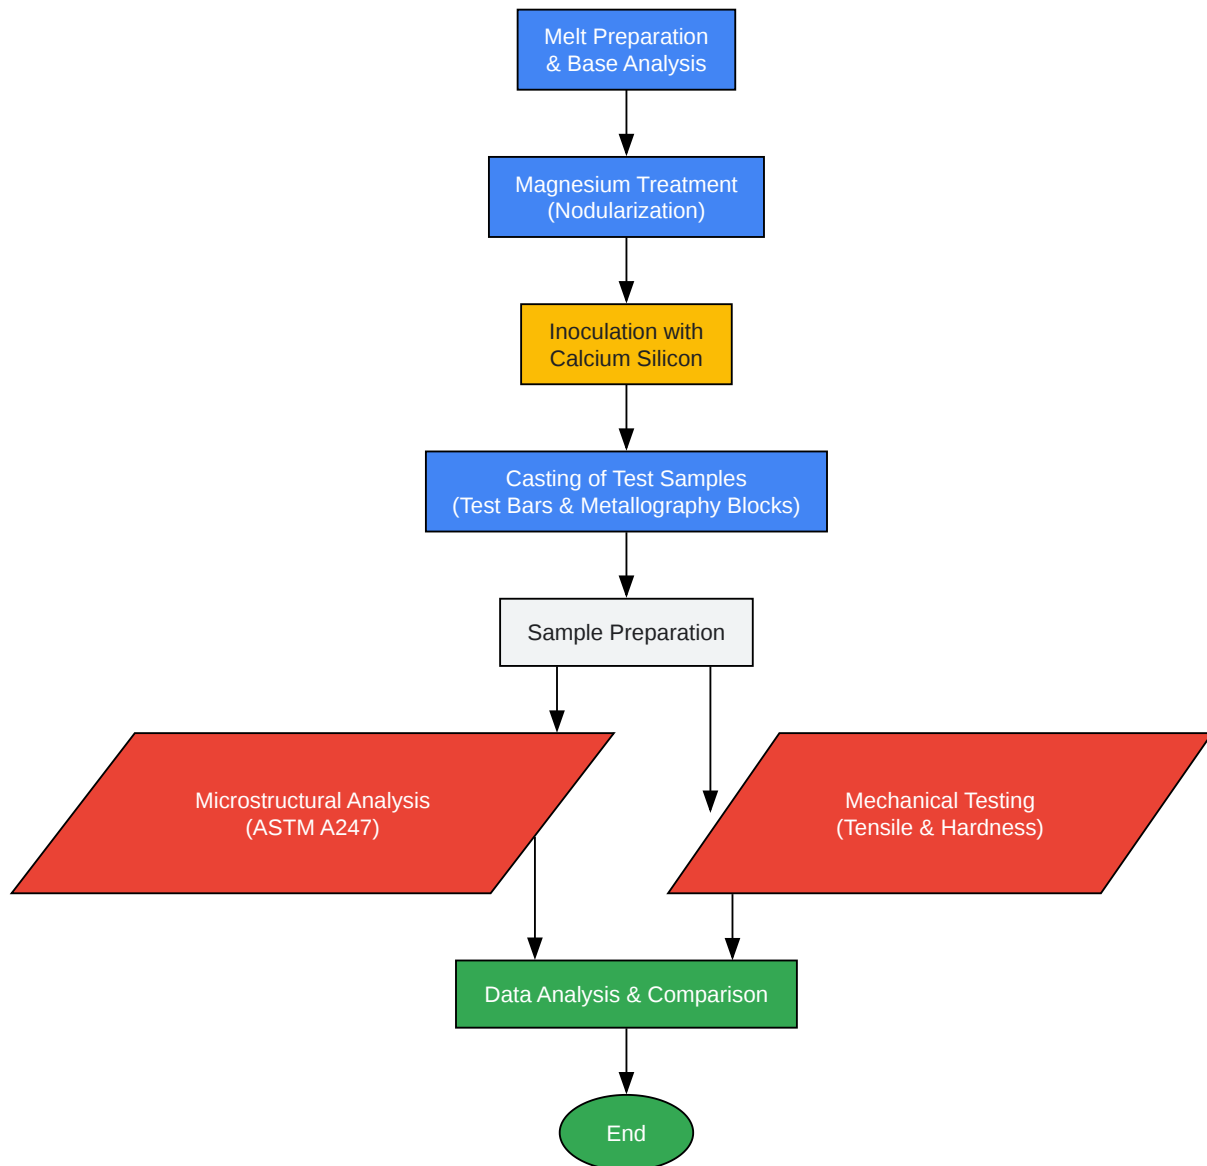 Melt Preparation
& Base Analysis
Magnesium Treatment
(Nodularization)
Inoculation with
Calcium Silicon
Casting of Test Samples
(Test Bars & Metallography Blocks)
Sample Preparation
Microstructural Analysis
(ASTM A247)
Mechanical Testing
(Tensile & Hardness)
Data Analysis & Comparison
End